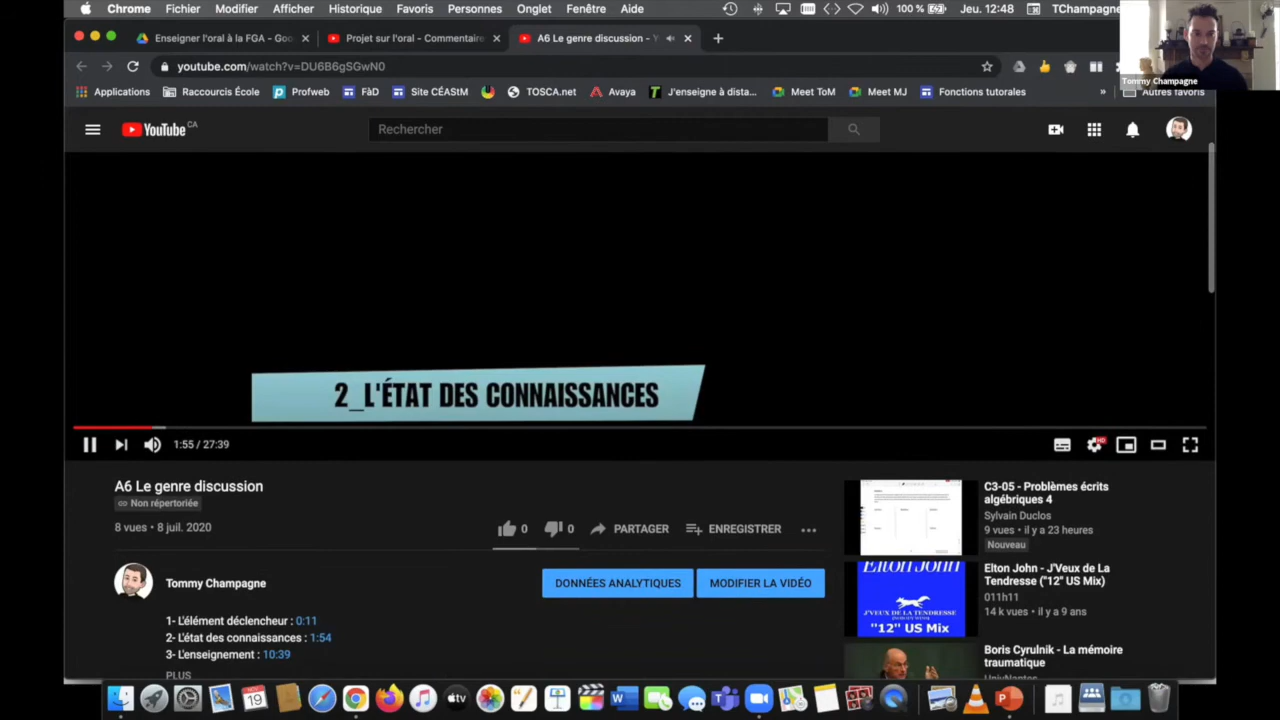 Chrome Fichier Modifier Afficher Historique Favoris Personnes Onglet Fenêtre Aide 100 % Jeu. 12:48 TChampagne
Tommy Champagne
Enseigner l'oral à la FGA - Goo
Projet sur l'oral - Commentaire
A6 Le genre discussion - Y
youtube.com/watch?v=DU6B6gSGwN0
Applications Raccourcis École Profweb FàD Site CÉAStM TOSCA.net Avaya J'enseigne à dista... Meet ToM Meet MJ Fonctions tutorales » Autres favoris
YouTube CA
Rechercher
2_L'ÉTAT DES CONNAISSANCES
1:55 / 27:39
HD
A6 Le genre discussion
Non répertoriée
8 vues • 8 juil. 2020
0 0 PARTAGER ENREGISTRER
Tommy Champagne
DONNÉES ANALYTIQUES MODIFIER LA VIDÉO
1- L'élément déclencheur : 0:11
2- L'état des connaissances : 1:54
3- L'enseignement : 10:39
PLUS
C3-05 - Problèmes écrits
algébriques 4
Sylvain Duclos
9 vues • il y a 23 heures
Nouveau
ELTON JOHN
J'VEUX DE LA TENDRESSE
"12" US Mix
Elton John - J'Veux de La
Tendresse ("12" US Mix)
011h11
14 k vues • il y a 9 ans
Boris Cyrulnik - La mémoire
traumatique
UnivNantes
NOV
19
tv